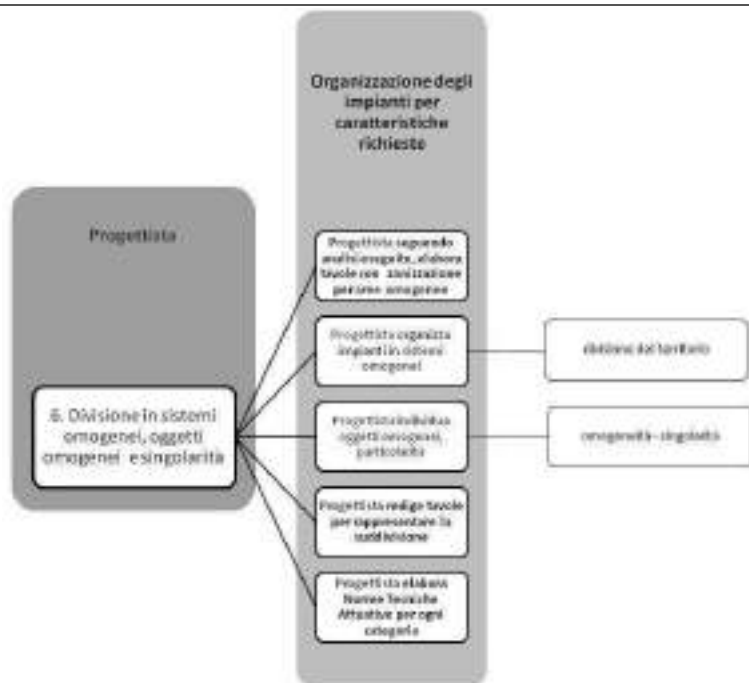 Organizzazione degli
impianti per
caratteristiche
richieste
Progettista
Progettista seguendo
analisi eseguite, elabora
tavole con zonizzazione
per aree omogenee
Progettista organizza
impianti in sistemi
omogenei
divisione del territorio
6. Divisione in sistemi
omogenei, oggetti
omogenei e singolarità
Progettista individua
oggetti omogenei,
particolarità
omogeneità - singolarità
Progettista redige tavole
per rappresentare la
suddivisione
Progettista elabora
Norme Tecniche
Attuative per ogni
categoria